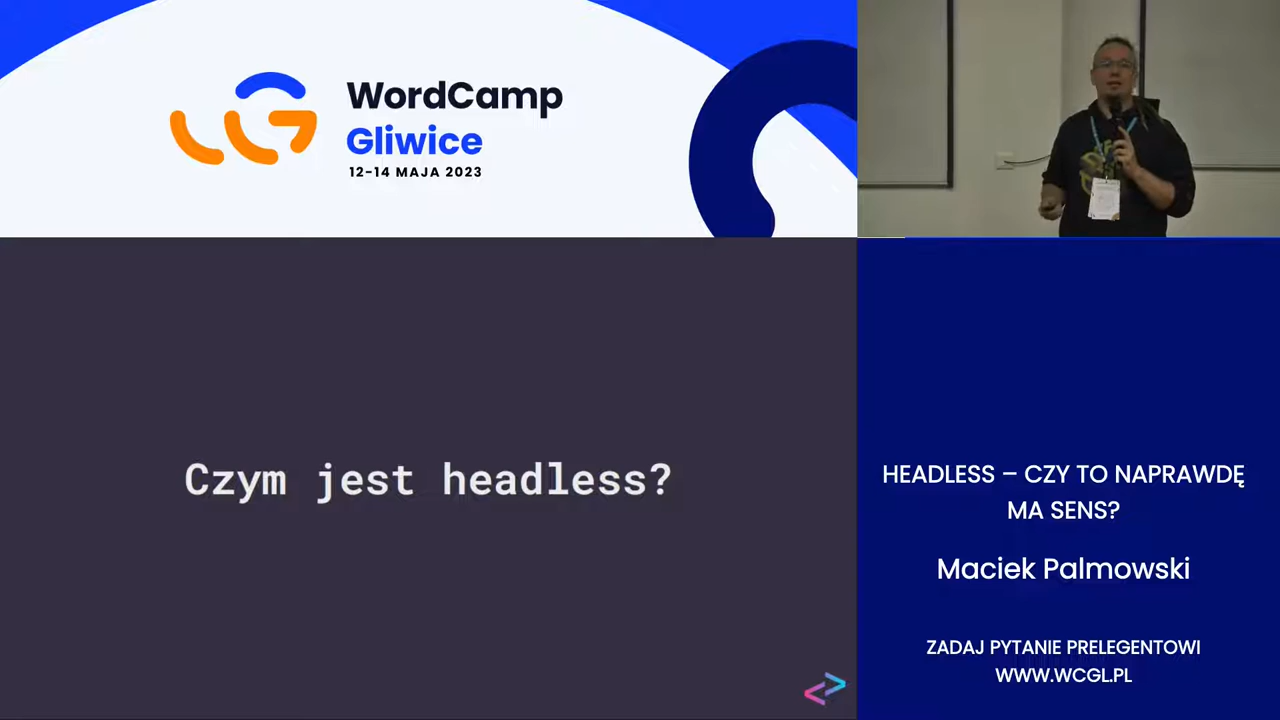 WordCamp
Gliwice
12-14 MAJA 2023
Czym jest headless?
HEADLESS – CZY TO NAPRAWDĘ
MA SENS?
Maciek Palmowski
ZADAJ PYTANIE PRELEGENTOWI
WWW.WCGL.PL